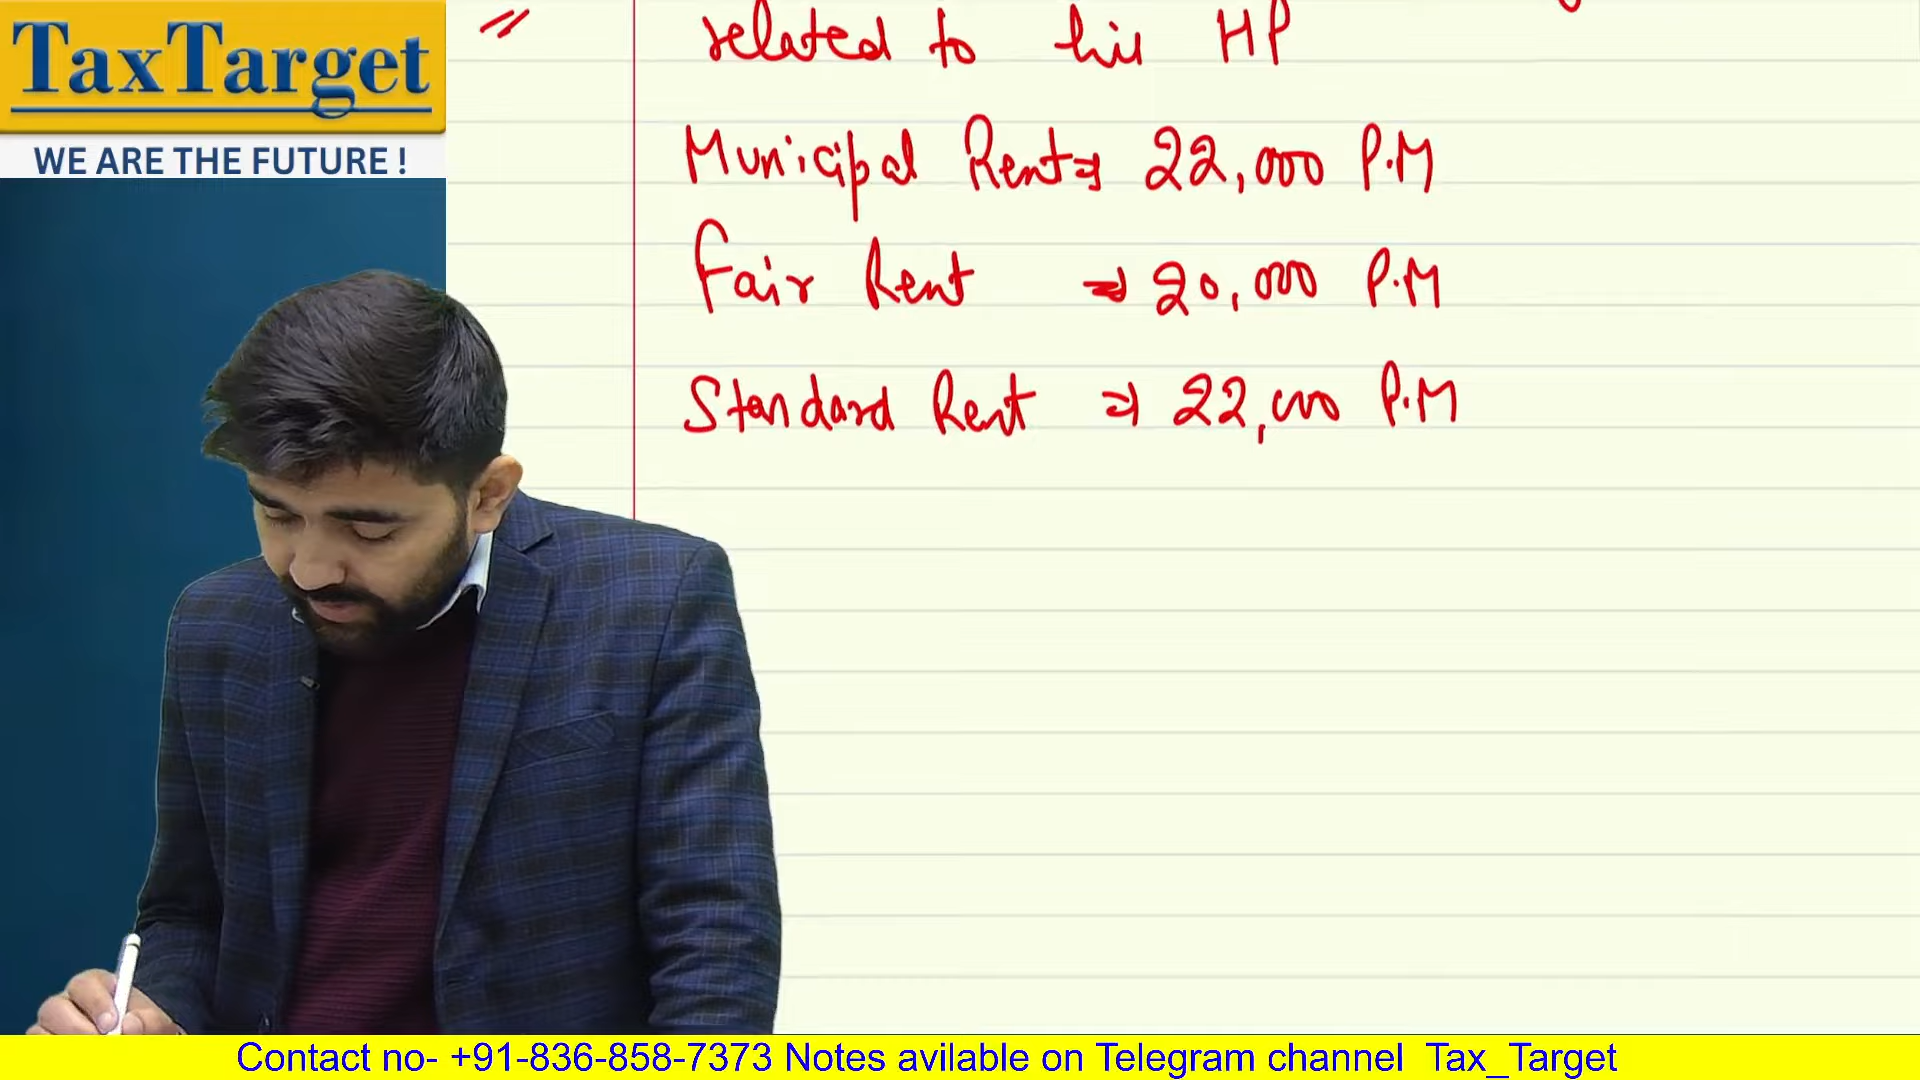 TaxTarget
WE ARE THE FUTURE !
related to his HP
Municipal Rent ⇒ 22,000 P.M
Fair Rent ⇒ 20,000 P.M
Standard Rent ⇒ 22,000 P.M
Contact no- +91-836-858-7373 Notes avilable on Telegram channel Tax_Target